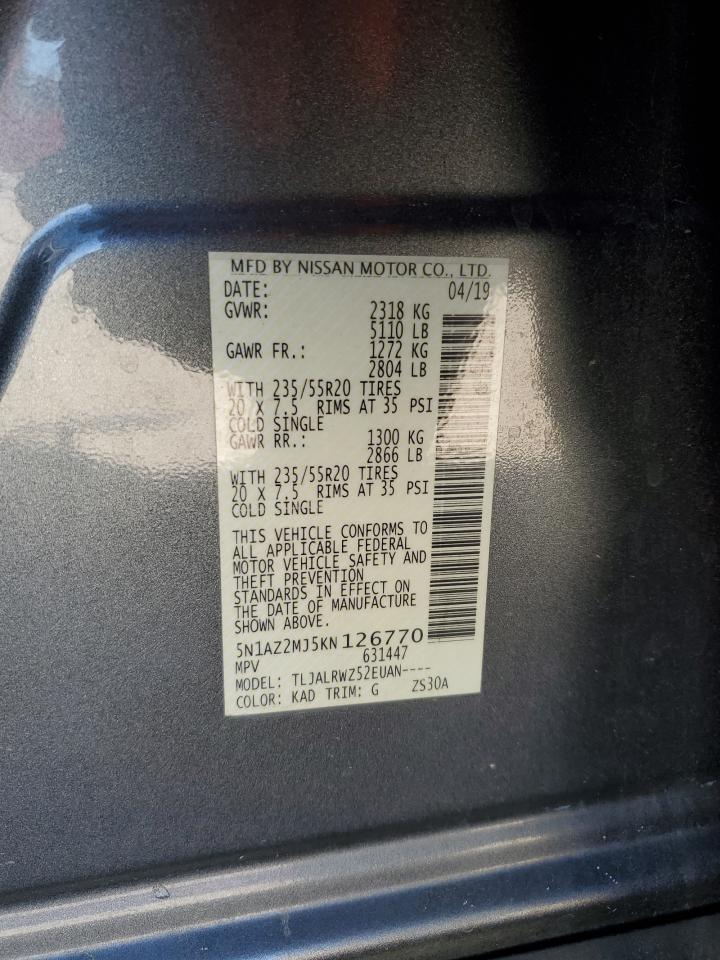 MFD BY NISSAN MOTOR CO., LTD.
DATE: 04/19
GVWR: 2318 KG
5110 LB
GAWR FR.: 1272 KG
2804 LB
WITH 235/55R20 TIRES
20 X 7.5 RIMS AT 35 PSI
COLD SINGLE
GAWR RR.: 1300 KG
2866 LB
WITH 235/55R20 TIRES
20 X 7.5 RIMS AT 35 PSI
COLD SINGLE
THIS VEHICLE CONFORMS TO
ALL APPLICABLE FEDERAL
MOTOR VEHICLE SAFETY AND
THEFT PREVENTION
STANDARDS IN EFFECT ON
THE DATE OF MANUFACTURE
SHOWN ABOVE.
5N1AZ2MJ5KN126770
MPV 631447
MODEL: TLJALRWZ52EUAN----
COLOR: KAD TRIM: G ZS30A